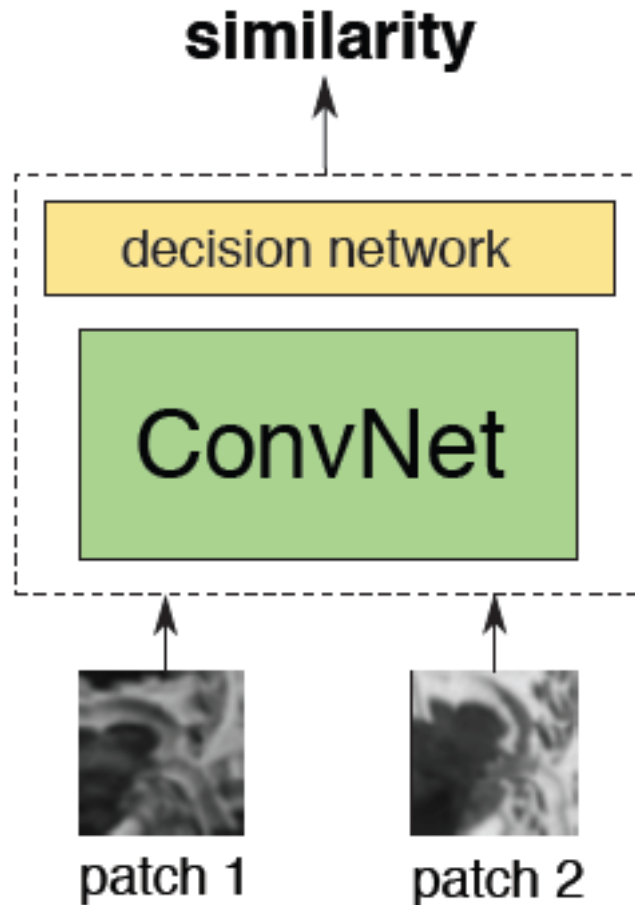 similarity
decision network
ConvNet
patch 1
patch 2